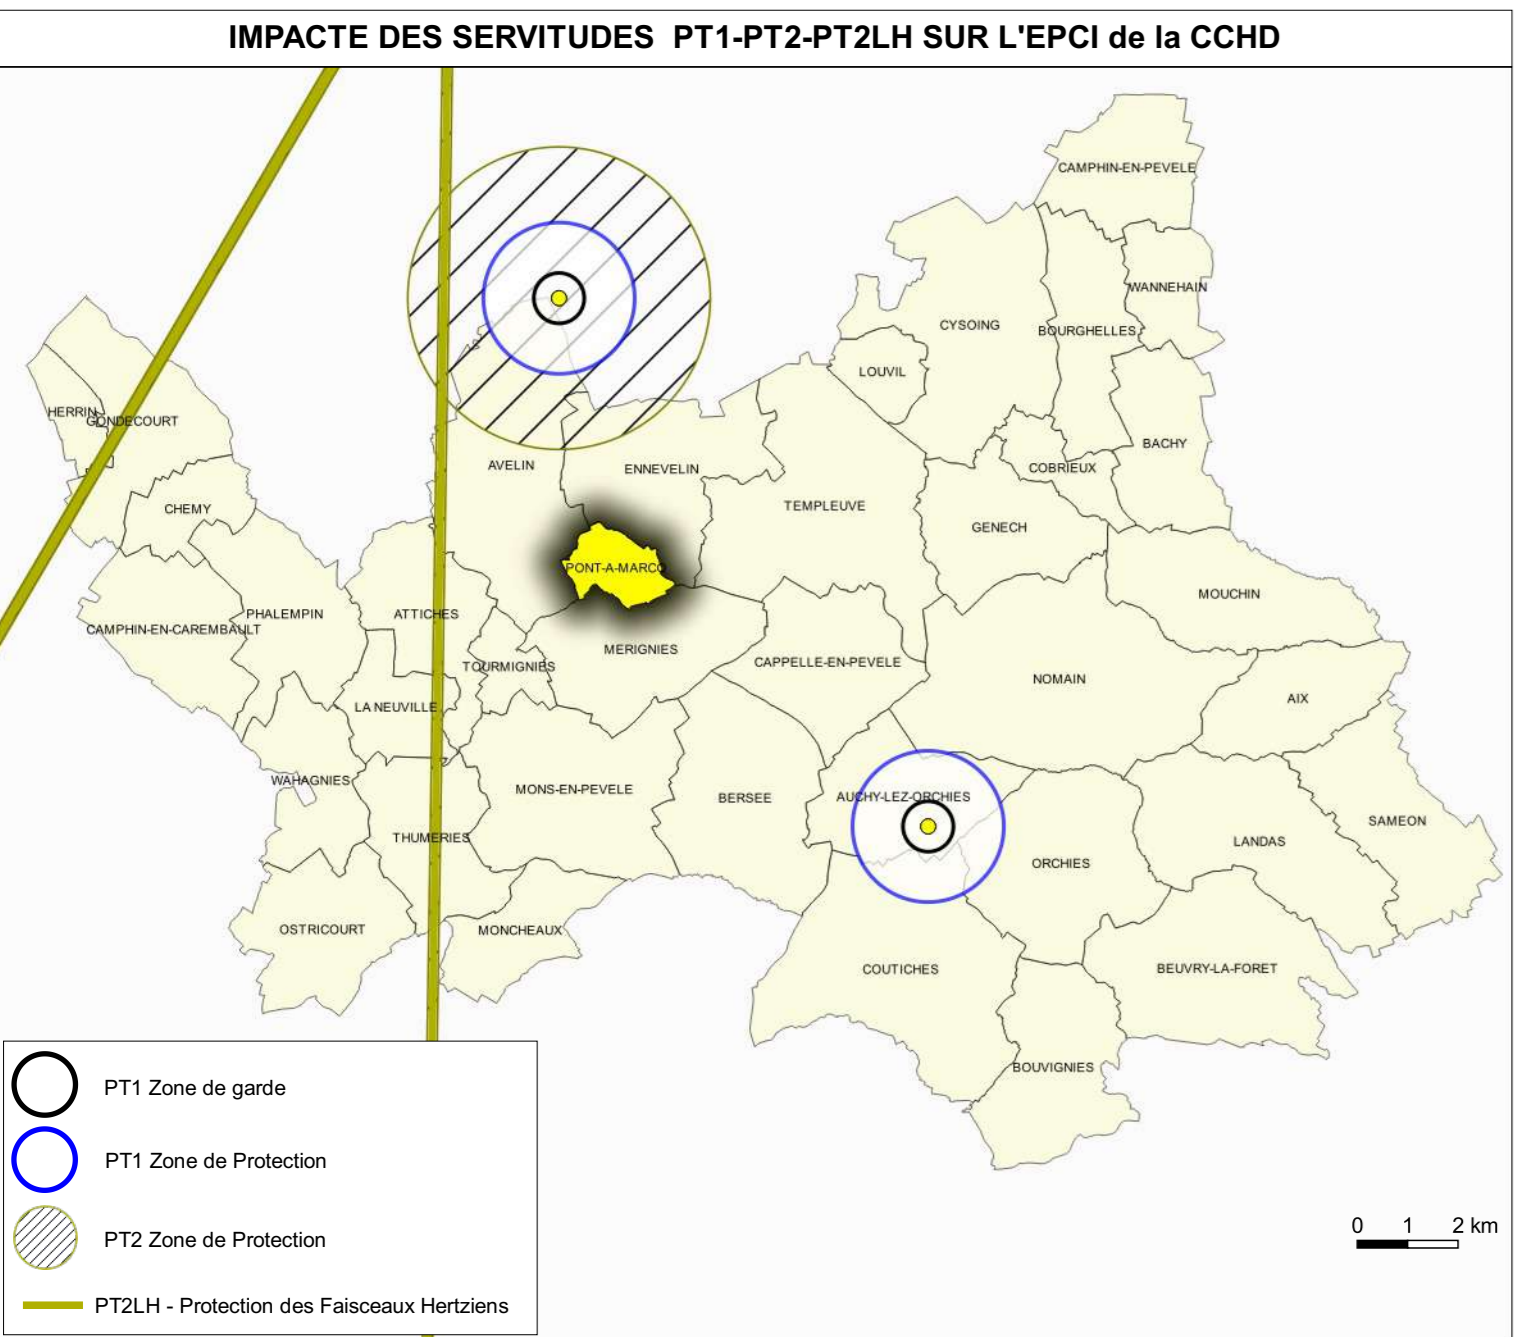 IMPACTE DES SERVITUDES PT1-PT2-PT2LH SUR L'EPCI de la CCHD
CAMPHIN-EN-PEVELE
WANNEHAIN
CYSOING
BOURGHELLES
LOUVIL
HERRIN
GONDECOURT
BACHY
AVELIN
ENNEVELIN
COBRIEUX
CHEMY
TEMPLEUVE
GENECH
PONT-A-MARCQ
MOUCHIN
PHALEMPIN
ATTICHES
CAMPHIN-EN-CAREMBAULT
MERIGNIES
TOURMIGNIES
CAPPELLE-EN-PEVELE
NOMAIN
AIX
LA NEUVILLE
WAHAGNIES
MONS-EN-PEVELE
BERSEE
AUCHY-LEZ-ORCHIES
SAMEON
THUMERIES
LANDAS
ORCHIES
OSTRICOURT
MONCHEAUX
COUTICHES
BEUVRY-LA-FORET
BOUVIGNIES
PT1 Zone de garde
PT1 Zone de Protection
PT2 Zone de Protection
PT2LH - Protection des Faisceaux Hertziens
0 1 2 km